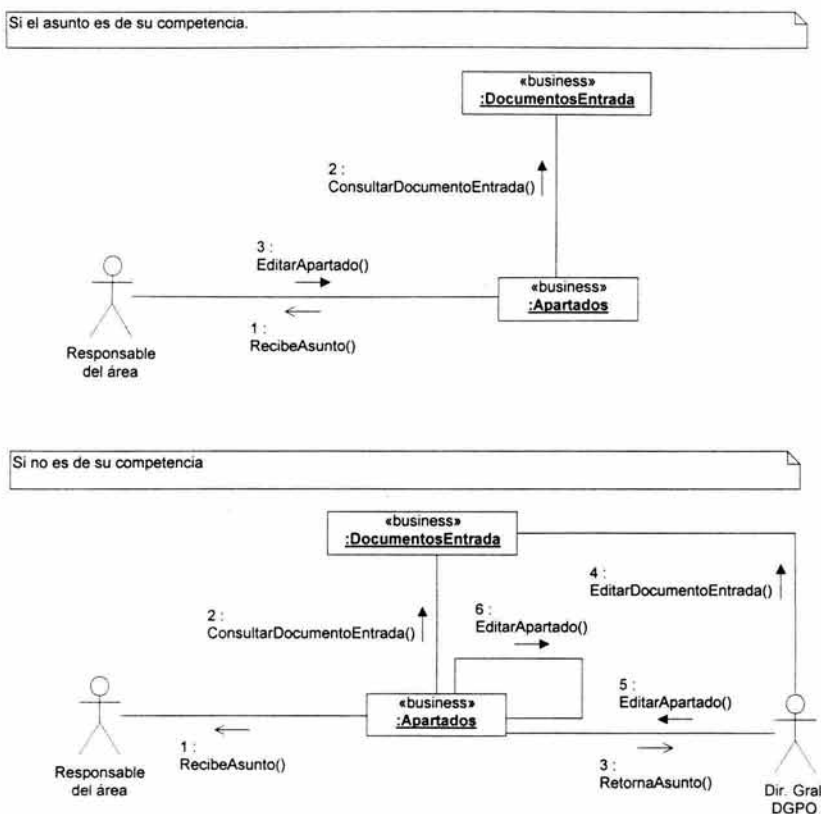 Si el asunto es de su competencia.
«business»
:DocumentosEntrada
2 :
ConsultarDocumentoEntrada()
3 :
EditarApartado()
«business»
:Apartados
1 :
RecibeAsunto()
Responsable
del área
Si no es de su competencia
«business»
:DocumentosEntrada
4 :
EditarDocumentoEntrada()
2 :
ConsultarDocumentoEntrada()
6 :
EditarApartado()
«business»
:Apartados
5 :
EditarApartado()
1 :
RecibeAsunto()
3 :
RetornaAsunto()
Responsable
del área
Dir. Gral
DGPO